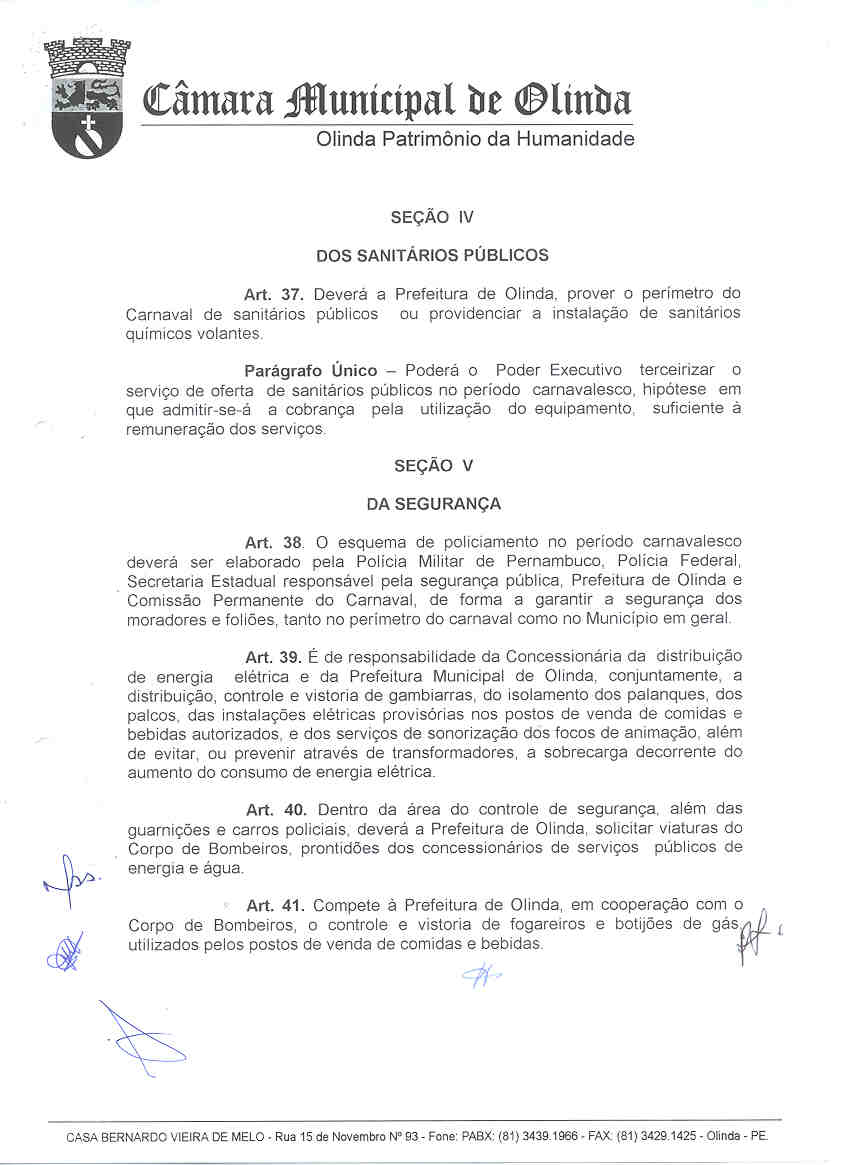 Câmara Municipal de Olinda
Olinda Patrimônio da Humanidade
SEÇÃO IV
DOS SANITÁRIOS PÚBLICOS
Art. 37. Deverá a Prefeitura de Olinda, prover o perímetro do
Carnaval de sanitários públicos ou providenciar a instalação de sanitários
químicos volantes.
Parágrafo Único – Poderá o Poder Executivo terceirizar o
serviço de oferta de sanitários públicos no período carnavalesco, hipótese em
que admitir-se-á a cobrança pela utilização do equipamento, suficiente à
remuneração dos serviços.
SEÇÃO V
DA SEGURANÇA
Art. 38. O esquema de policiamento no período carnavalesco
deverá ser elaborado pela Polícia Militar de Pernambuco, Polícia Federal,
Secretaria Estadual responsável pela segurança pública, Prefeitura de Olinda e
Comissão Permanente do Carnaval, de forma a garantir a segurança dos
moradores e foliões, tanto no perímetro do carnaval como no Município em geral.
Art. 39. É de responsabilidade da Concessionária da distribuição
de energia elétrica e da Prefeitura Municipal de Olinda, conjuntamente, a
distribuição, controle e vistoria de gambiarras, do isolamento dos palanques, dos
palcos, das instalações elétricas provisórias nos postos de venda de comidas e
bebidas autorizados, e dos serviços de sonorização dos focos de animação, além
de evitar, ou prevenir através de transformadores, a sobrecarga decorrente do
aumento do consumo de energia elétrica.
Art. 40. Dentro da área do controle de segurança, além das
guarnições e carros policiais, deverá a Prefeitura de Olinda, solicitar viaturas do
Corpo de Bombeiros, prontidões dos concessionários de serviços públicos de
energia e água.
Art. 41. Compete à Prefeitura de Olinda, em cooperação com o
Corpo de Bombeiros, o controle e vistoria de fogareiros e botijões de gás,
utilizados pelos postos de venda de comidas e bebidas.
CASA BERNARDO VIEIRA DE MELO - Rua 15 de Novembro Nº 93 - Fone: PABX: (81) 3439.1966 - FAX: (81) 3429.1425 - Olinda - PE.